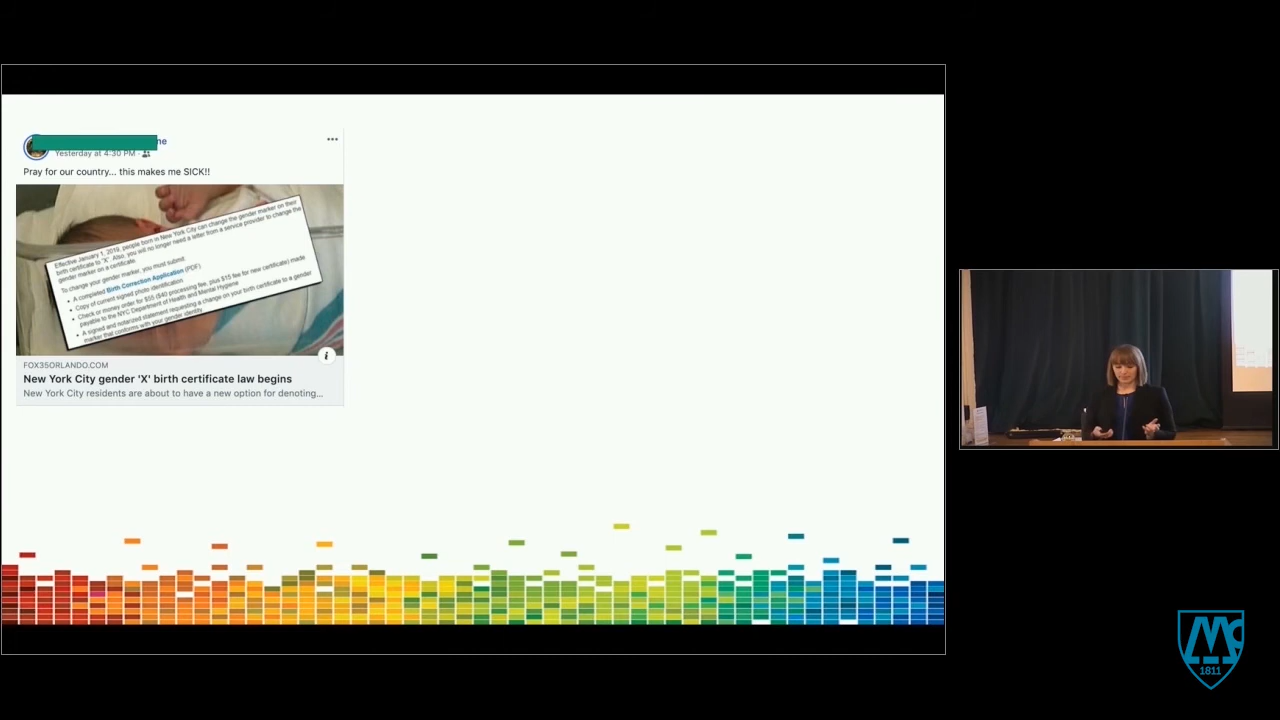 ne
Yesterday at 4:30 PM ·
Pray for our country... this makes me SICK!!
Effective January 1, 2019, people born in New York City can change the gender marker on their
birth certificate to "X". Also, you will no longer need a letter from a service provider to change the
gender marker on a certificate.
To change your gender marker, you must submit:
• A completed Birth Correction Application (PDF)
• Copy of current signed photo identification
• Check or money order for $55 ($40 processing fee, plus $15 fee for new certificate) made
payable to the NYC Department of Health and Mental Hygiene
• A signed and notarized statement requesting a change on your birth certificate to a gender
marker that conforms with your gender identity
i
FOX35ORLANDO.COM
New York City gender 'X' birth certificate law begins
New York City residents are about to have a new option for denoting...
Mc
1811